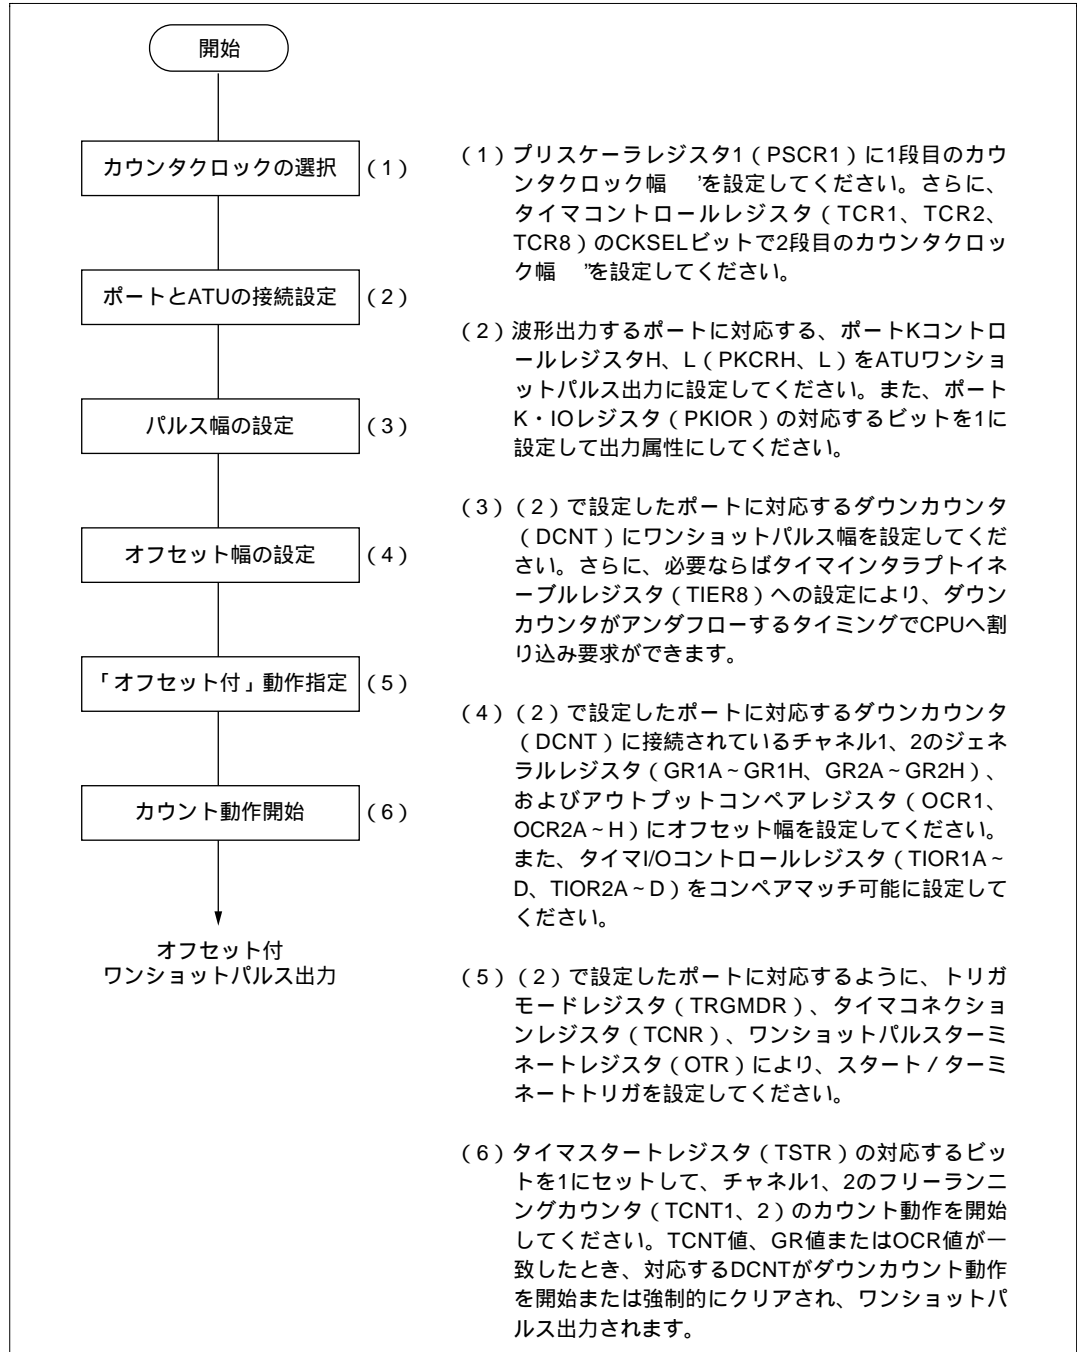 開始
カウンタクロックの選択 (1)
ポートとATUの接続設定 (2)
パルス幅の設定 (3)
オフセット幅の設定 (4)
「オフセット付」動作指定 (5)
カウント動作開始 (6)
オフセット付
ワンショットパルス出力
(1)プリスケーラレジスタ1(PSCR1)に1段目のカウ
ンタクロック幅　'を設定してください。さらに、
タイマコントロールレジスタ(TCR1、TCR2、
TCR8)のCKSELビットで2段目のカウンタクロッ
ク幅　"を設定してください。
(2)波形出力するポートに対応する、ポートKコントロ
ールレジスタH、L(PKCRH、L)をATUワンショ
ットパルス出力に設定してください。また、ポート
K・IOレジスタ(PKIOR)の対応するビットを1に
設定して出力属性にしてください。
(3)(2)で設定したポートに対応するダウンカウンタ
(DCNT)にワンショットパルス幅を設定してくだ
さい。さらに、必要ならばタイマインタラプトイネ
ーブルレジスタ(TIER8)への設定により、ダウン
カウンタがアンダフローするタイミングでCPUへ割
り込み要求ができます。
(4)(2)で設定したポートに対応するダウンカウンタ
(DCNT)に接続されているチャネル1、2のジェネ
ラルレジスタ(GR1A~GR1H、GR2A~GR2H)、
およびアウトプットコンペアレジスタ(OCR1、
OCR2A~H)にオフセット幅を設定してください。
また、タイマI/Oコントロールレジスタ(TIOR1A~
D、TIOR2A~D)をコンペアマッチ可能に設定して
ください。
(5)(2)で設定したポートに対応するように、トリガ
モードレジスタ(TRGMDR)、タイマコネクショ
ンレジスタ(TCNR)、ワンショットパルスターミ
ネートレジスタ(OTR)により、スタート/ターミ
ネートトリガを設定してください。
(6)タイマスタートレジスタ(TSTR)の対応するビッ
トを1にセットして、チャネル1、2のフリーランニ
ングカウンタ(TCNT1、2)のカウント動作を開始
してください。TCNT値、GR値またはOCR値が一
致したとき、対応するDCNTがダウンカウント動作
を開始または強制的にクリアされ、ワンショットパ
ルス出力されます。